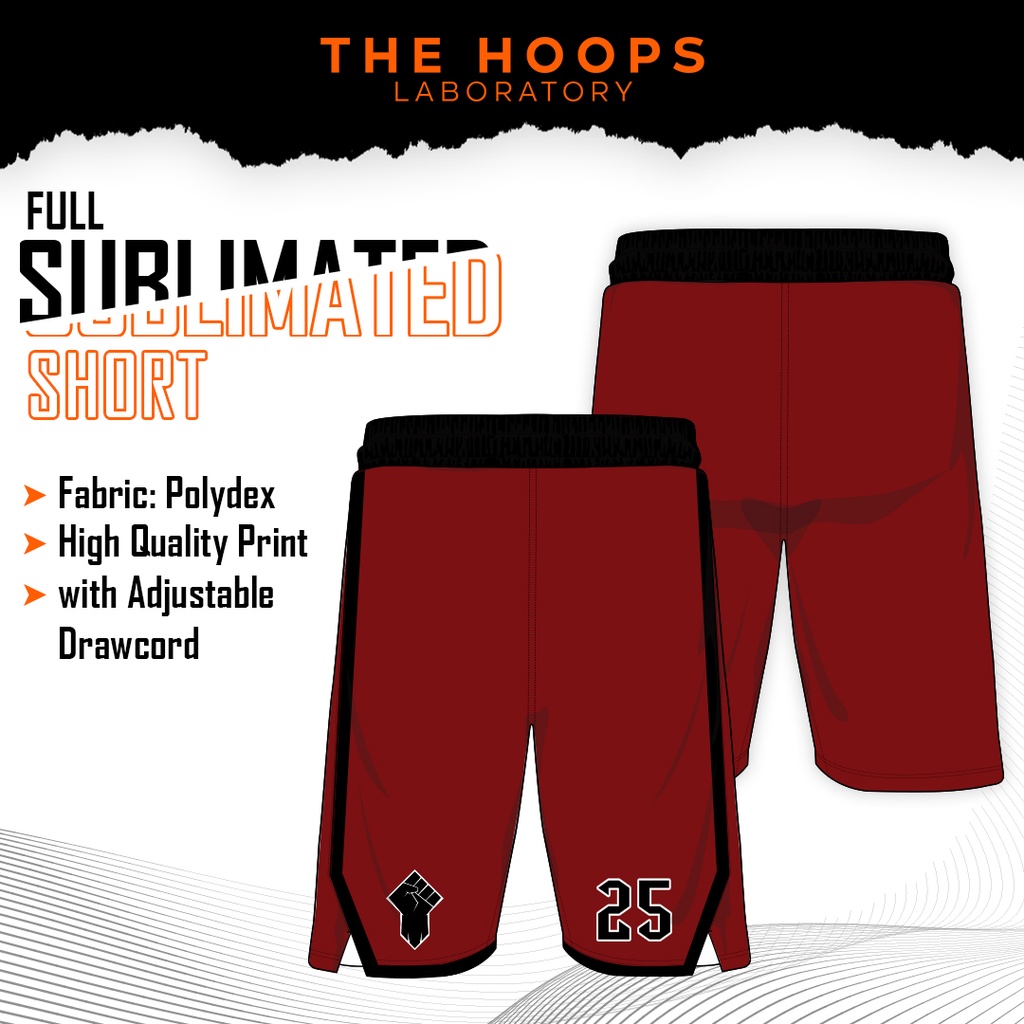 THE HOOPS
LABORATORY
FULL
SUBLIMATED
SHORT
Fabric: Polydex
High Quality Print
with Adjustable
Drawcord
25